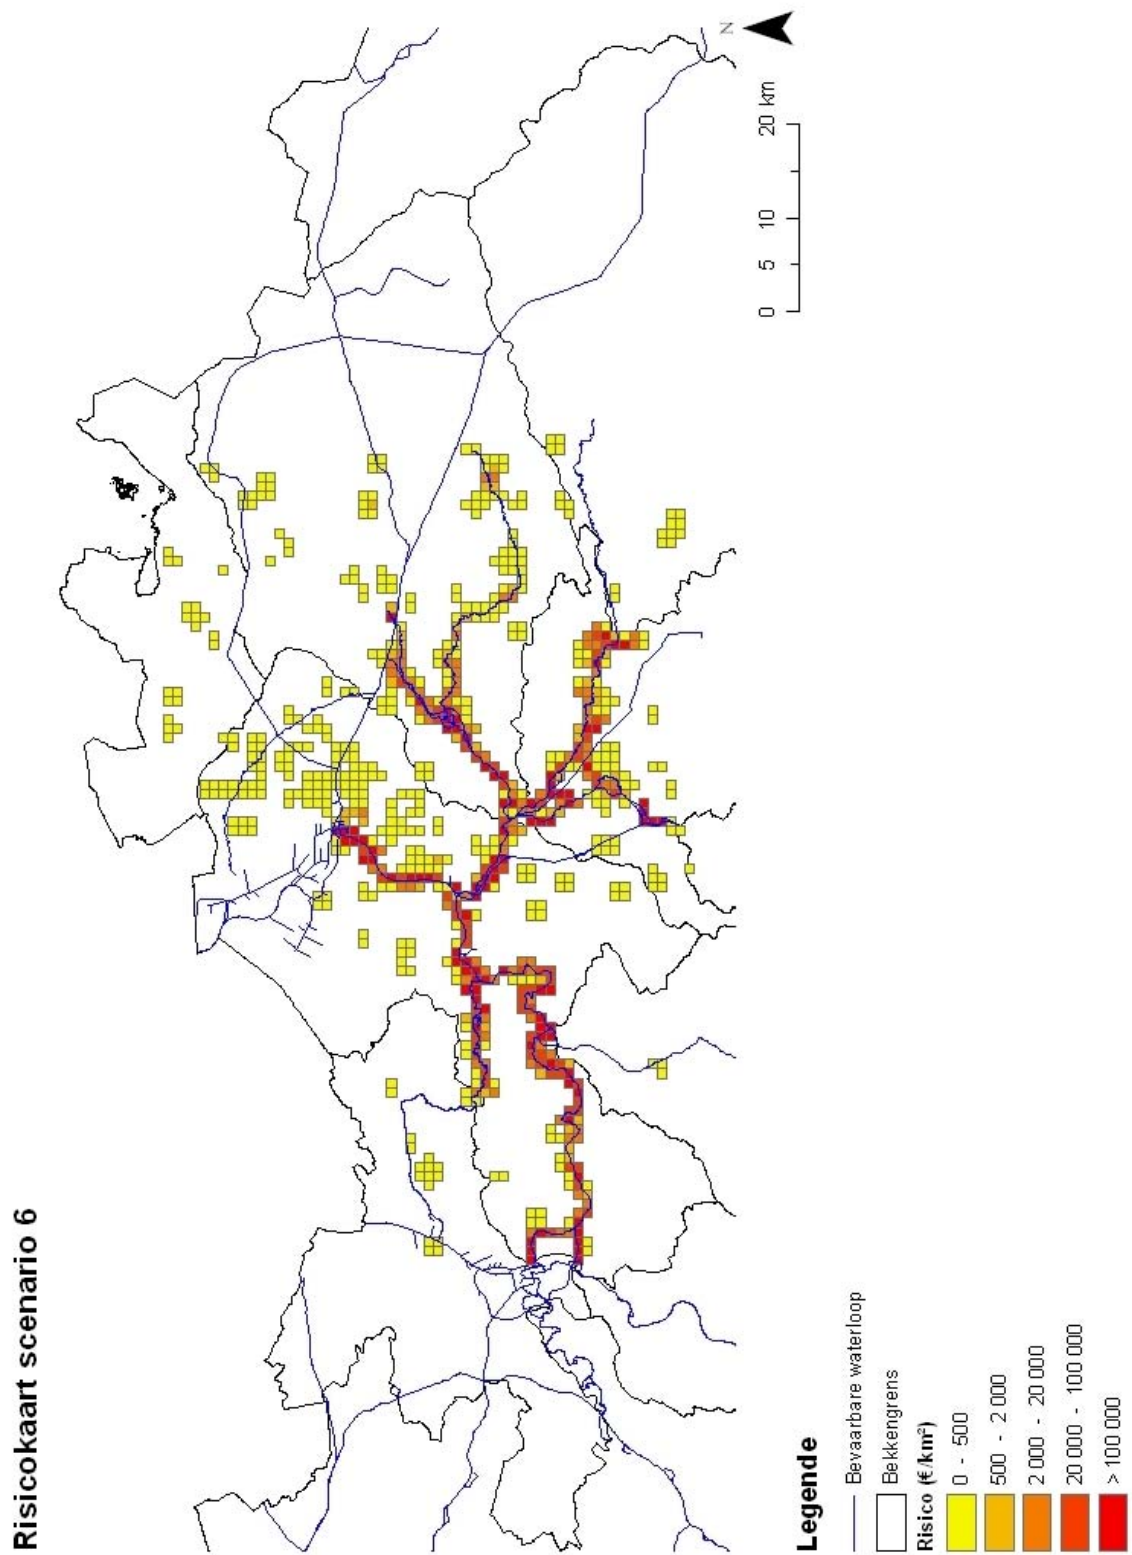 Risicokaart scenario 6
N
0 5 10 20 km
Legende
Bevaarbare waterloop
Bekkengrens
Risico (€/km²)
0 - 500
500 - 2 000
2 000 - 20 000
20 000 - 100 000
> 100 000